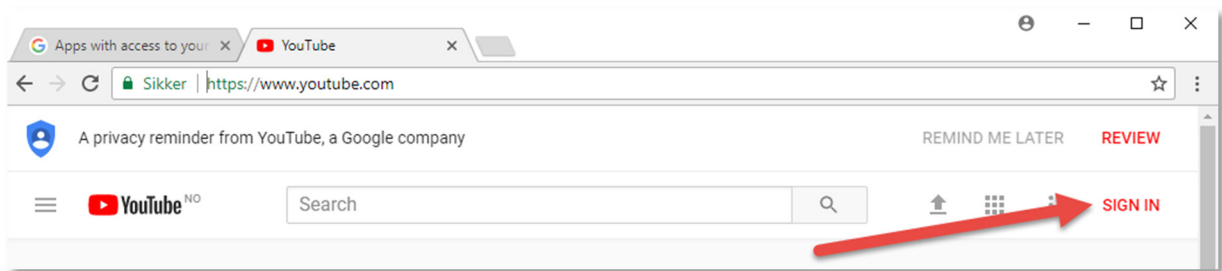 Apps with access to your
YouTube
Sikker
https://www.youtube.com
A privacy reminder from YouTube, a Google company
REMIND ME LATER
REVIEW
YouTube NO
Search
SIGN IN